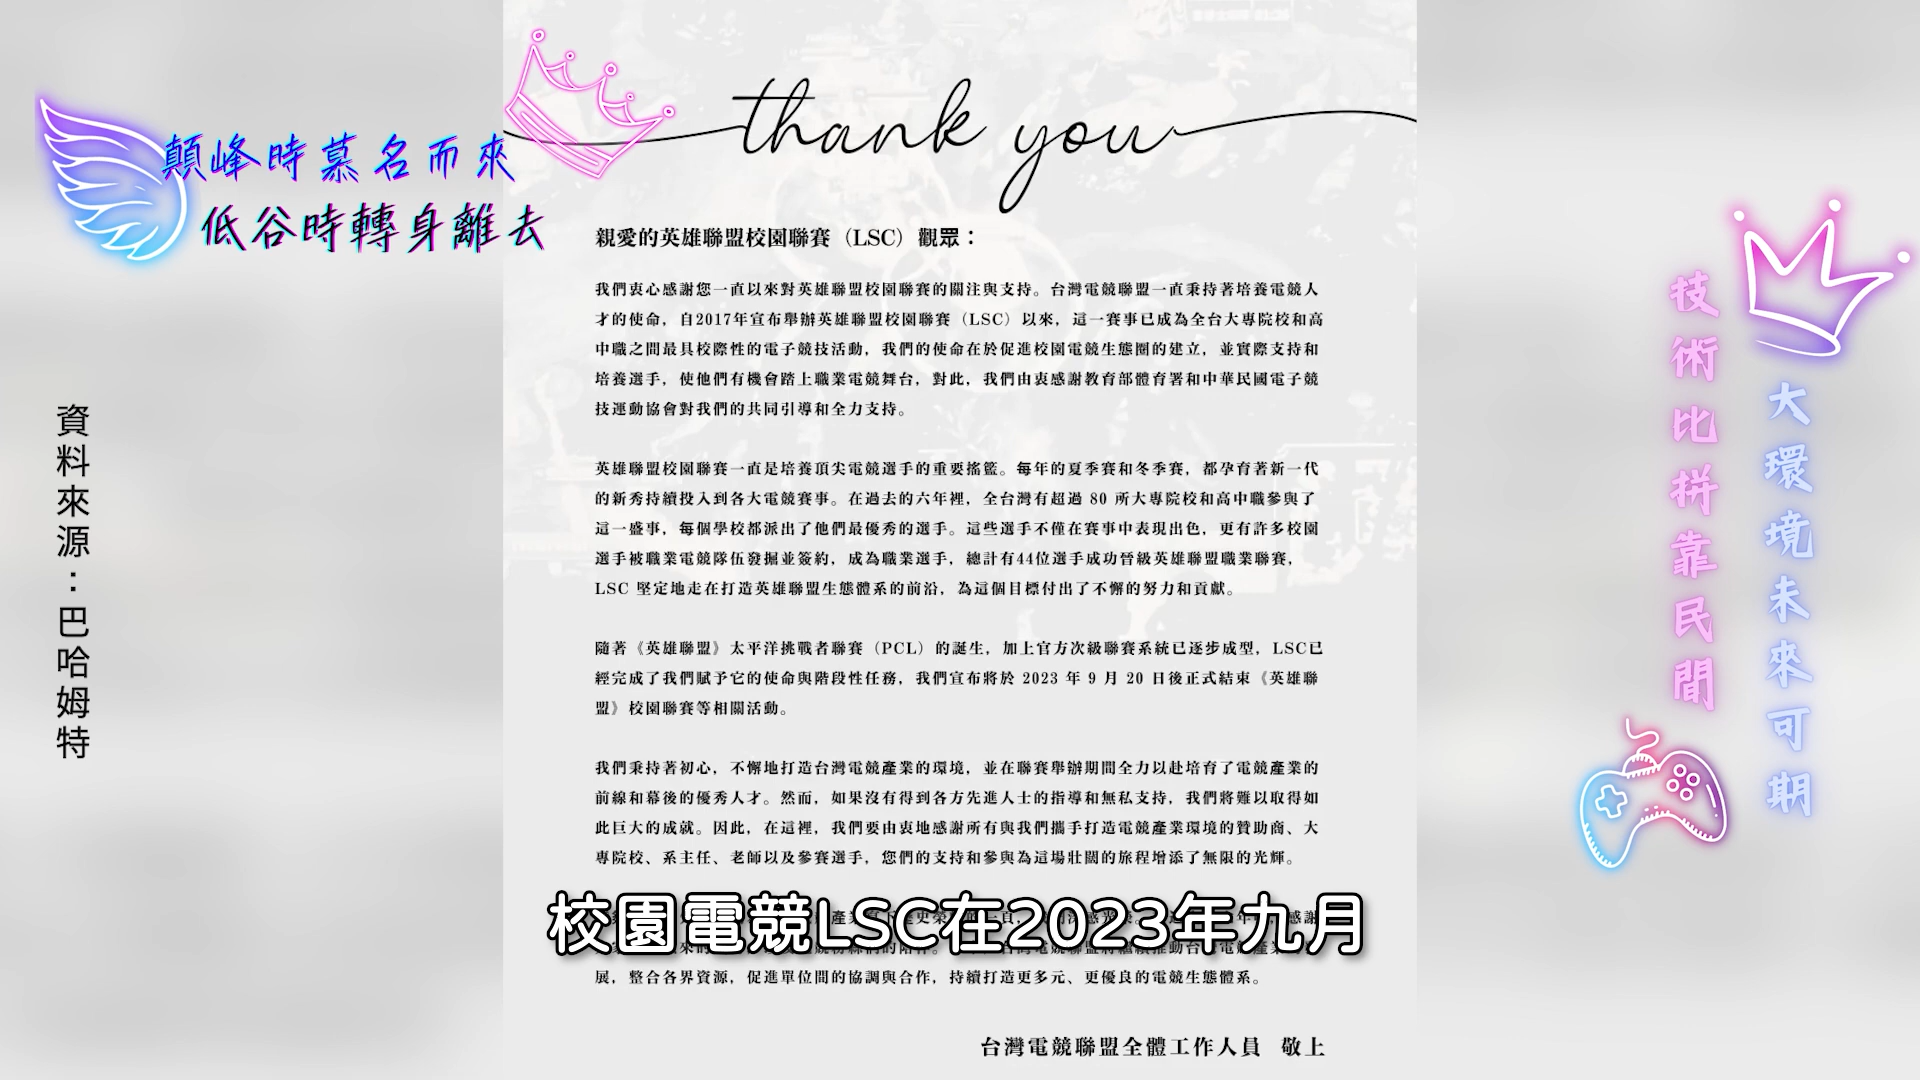 thank you
顛峰時慕名而來
低谷時轉身離去
資料來源：巴哈姆特
親愛的英雄聯盟校園聯賽（LSC）觀眾：
我們衷心感謝您一直以來對英雄聯盟校園聯賽的關注與支持。台灣電競聯盟一直秉持著培養電競人
才的使命，自2017年宣布舉辦英雄聯盟校園聯賽（LSC）以來，這一賽事已成為全台大專院校和高
中職之間最具校際性的電子競技活動，我們的使命在於促進校園電競生態圈的建立，並實際支持和
培養選手，使他們有機會踏上職業電競舞台，對此，我們由衷感謝教育部體育署和中華民國電子競
技運動協會對我們的共同引導和全力支持。
英雄聯盟校園聯賽一直是培養頂尖電競選手的重要搖籃。每年的夏季賽和冬季賽，都孕育著新一代
的新秀持續投入到各大電競賽事。在過去的六年裡，全台灣有超過 80 所大專院校和高中職參與了
這一盛事，每個學校都派出了他們最優秀的選手。這些選手不僅在賽事中表現出色，更有許多校園
選手被職業電競隊伍發掘並簽約，成為職業選手，總計有44位選手成功晉級英雄聯盟職業聯賽，
LSC 堅定地走在打造英雄聯盟生態體系的前沿，為這個目標付出了不懈的努力和貢獻。
隨著《英雄聯盟》太平洋挑戰者聯賽（PCL）的誕生，加上官方次級聯賽系統已逐步成型，LSC已
經完成了我們賦予它的使命與階段性任務，我們宣布將於 2023 年 9 月 20 日後正式結束《英雄聯
盟》校園聯賽等相關活動。
我們秉持著初心，不懈地打造台灣電競產業的環境，並在聯賽舉辦期間全力以赴培育了電競產業的
前線和幕後的優秀人才。然而，如果沒有得到各方先進人士的指導和無私支持，我們將難以取得如
此巨大的成就。因此，在這裡，我們要由衷地感謝所有與我們攜手打造電競產業環境的贊助商、大
專院校、系主任、老師以及參賽選手，您們的支持和參與為這場壯闊的旅程增添了無限的光輝。
校園電競LSC在2023年九月
展，整合各界資源，促進單位間的協調與合作，持續打造更多元、更優良的電競生態體系。
台灣電競聯盟全體工作人員 敬上
大環境未來可期
技術比拼靠民間